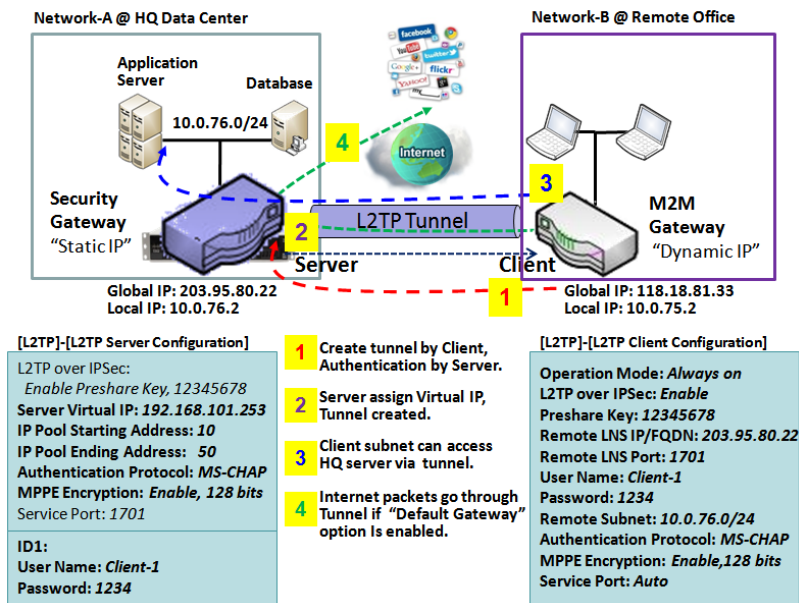 Network-A @ HQ Data Center
Network-B @ Remote Office
Application
Server
Database
10.0.76.0/24
facebook
You Tube
twitter
Google+
flickr
YAHOO!
my
Internet
4
3
Security
Gateway
"Static IP"
2
L2TP Tunnel
M2M
Gateway
"Dynamic IP"
Server
Client
1
Global IP: 203.95.80.22
Local IP: 10.0.76.2
Global IP: 118.18.81.33
Local IP: 10.0.75.2
[L2TP]-[L2TP Server Configuration]
L2TP over IPSec:
Enable Preshare Key, 12345678
Server Virtual IP: 192.168.101.253
IP Pool Starting Address: 10
IP Pool Ending Address: 50
Authentication Protocol: MS-CHAP
MPPE Encryption: Enable, 128 bits
Service Port: 1701
ID1:
User Name: Client-1
Password: 1234
1 Create tunnel by Client,
Authentication by Server.
2 Server assign Virtual IP,
Tunnel created.
3 Client subnet can access
HQ server via tunnel.
4 Internet packets go through
Tunnel if "Default Gateway"
option Is enabled.
[L2TP]-[L2TP Client Configuration]
Operation Mode: Always on
L2TP over IPSec: Enable
Preshare Key: 12345678
Remote LNS IP/FQDN: 203.95.80.22
Remote LNS Port: 1701
User Name: Client-1
Password: 1234
Remote Subnet: 10.0.76.0/24
Authentication Protocol: MS-CHAP
MPPE Encryption: Enable,128 bits
Service Port: Auto